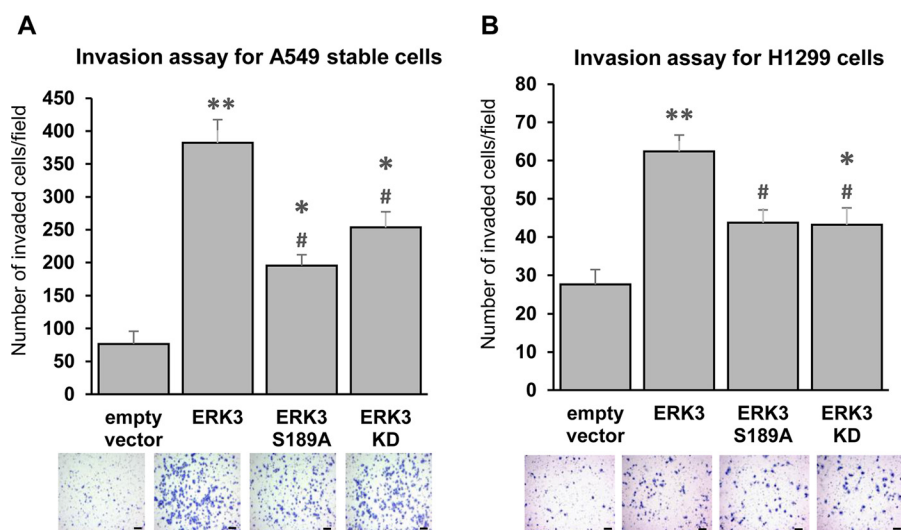 A
Invasion assay for A549 stable cells
Number of invaded cells/field
450
400
350
300
250
200
150
100
50
0
**
*
#
*
#
empty
vector
ERK3
ERK3
S189A
ERK3
KD
B
Invasion assay for H1299 cells
Number of invaded cells/field
80
70
60
50
40
30
20
10
0
**
#
*
#
empty
vector
ERK3
ERK3
S189A
ERK3
KD